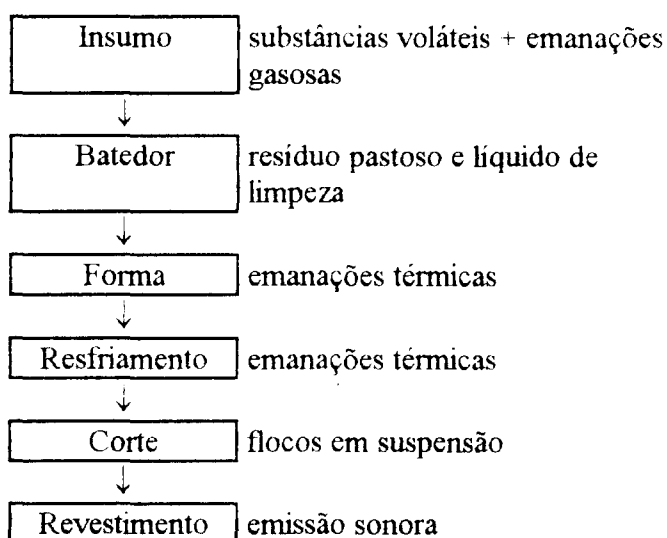 Insumo substâncias voláteis + emanações
gasosas
Batedor resíduo pastoso e líquido de
limpeza
Forma emanações térmicas
Resfriamento emanações térmicas
Corte flocos em suspensão
Revestimento emissão sonora